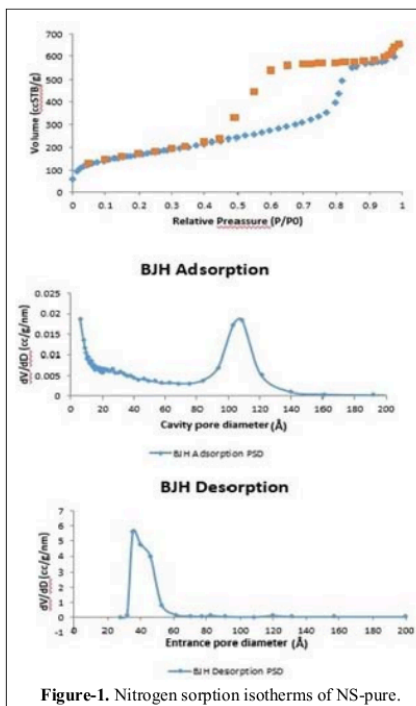 700
600
500
400
300
200
100
0
Volume (ccSTB/g)
0 0.1 0.2 0.3 0.4 0.5 0.6 0.7 0.8 0.9 1
Relative Preassure (P/P0)
BJH Adsorption
0.025
0.02
0.015
0.01
0.005
0
dV/dD (cc/g/nm)
0 20 40 60 80 100 120 140 160 180 200
Cavity pore diameter (Å)
BJH Adsorption PSD
BJH Desorption
6
5
4
3
2
1
0
-1
dV/dD (cc/g/nm)
0 20 40 60 80 100 120 140 160 180 200
Entrance pore diameter (Å)
BJH Desorption PSD
Figure-1. Nitrogen sorption isotherms of NS-pure.